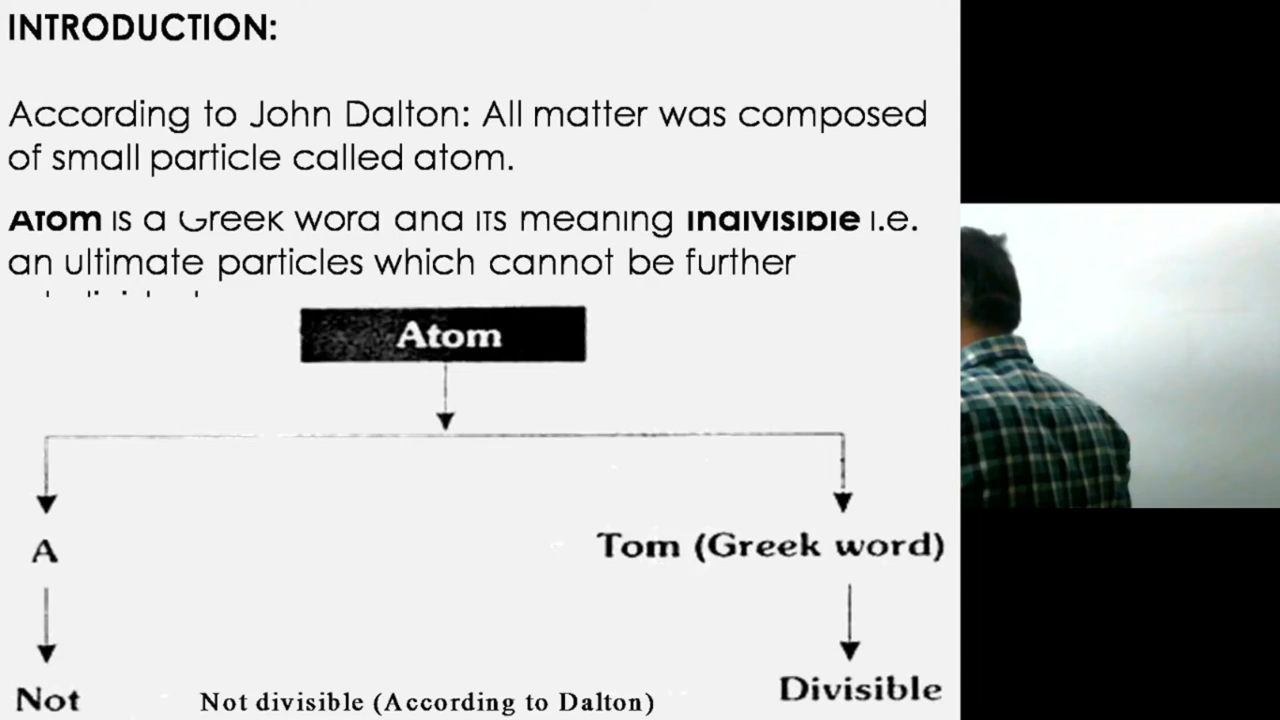 INTRODUCTION:
According to John Dalton: All matter was composed
of small particle called atom.
Atom is a Greek word and its meaning Indivisible i.e.
an ultimate particles which cannot be further
Atom
A
Tom (Greek word)
Not
Not divisible (According to Dalton)
Divisible